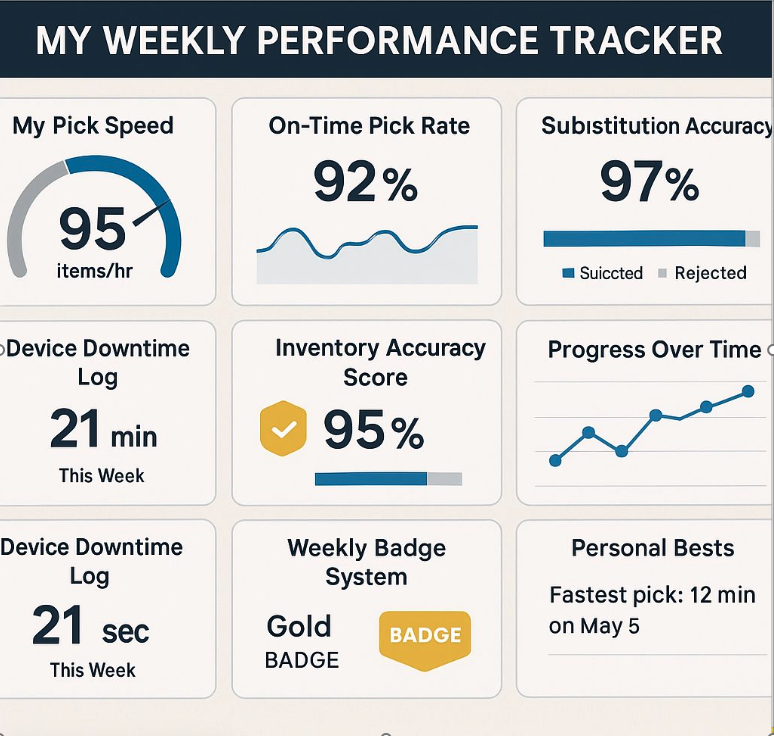 MY WEEKLY PERFORMANCE TRACKER
My Pick Speed
95
items/hr
On-Time Pick Rate
92%
Subıstitution Accuracy
97%
Suiccted
Rejected
Device Downtime
Log
21 min
This Week
Inventory Accuracy
Score
95%
Progress Over Time
Device Downtime
Log
21 sec
This Week
Weekly Badge
System
Gold
BADGE
BADGE
Personal Bests
Fastest pick: 12 min
on May 5